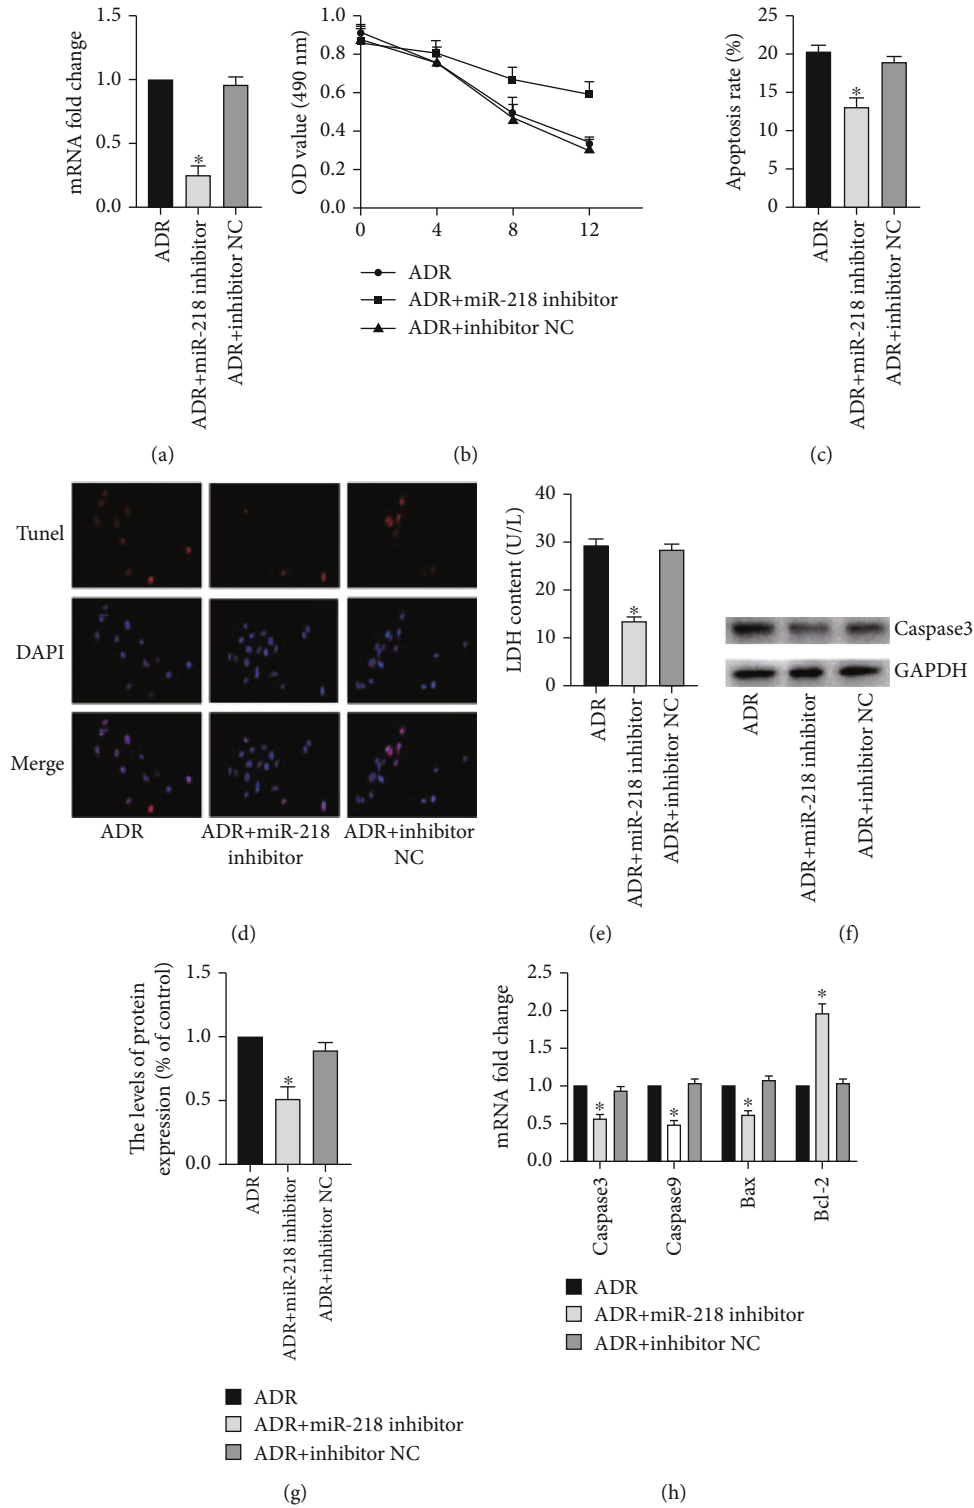 1.5
1.0
0.5
0.0
mRNA fold change
*
ADR
ADR+miR-218 inhibitor
ADR+inhibitor NC
(a)
1.0
0.8
0.6
0.4
0.2
0.0
OD value (490 nm)
0 4 8 12
ADR
ADR+miR-218 inhibitor
ADR+inhibitor NC
(b)
25
20
15
10
5
0
Apoptosis rate (%)
*
ADR
ADR+miR-218 inhibitor
ADR+inhibitor NC
(c)
Tunel
DAPI
Merge
ADR
ADR+miR-218
inhibitor
ADR+inhibitor
NC
(d)
40
30
20
10
0
LDH content (U/L)
*
ADR
ADR+miR-218 inhibitor
ADR+inhibitor NC
(e)
Caspase3
GAPDH
ADR
ADR+miR-218 inhibitor
ADR+inhibitor NC
(f)
1.5
1.0
0.5
0.0
The levels of protein
expression (% of control)
*
ADR
ADR+miR-218 inhibitor
ADR+inhibitor NC
ADR
ADR+miR-218 inhibitor
ADR+inhibitor NC
(g)
2.5
2.0
1.5
1.0
0.5
0.0
mRNA fold change
* * * *
Caspase3
Caspase9
Bax
Bcl-2
ADR
ADR+miR-218 inhibitor
ADR+inhibitor NC
(h)